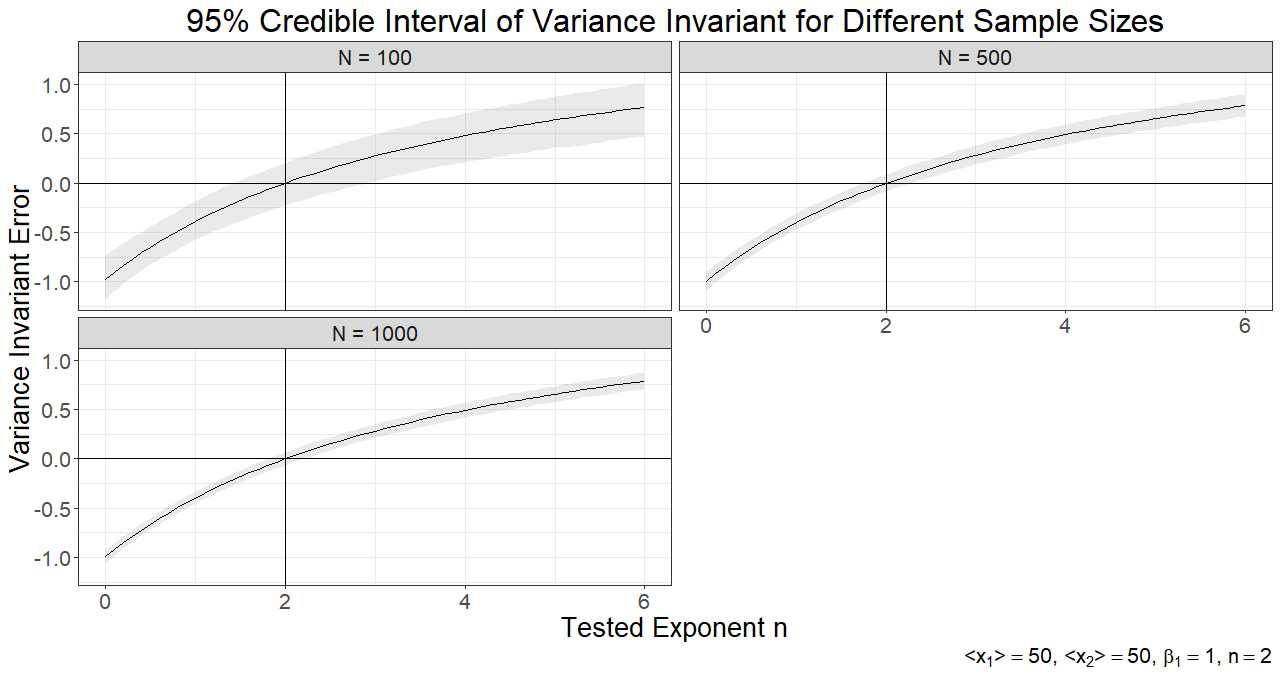 95% Credible Interval of Variance Invariant for Different Sample Sizes
N = 100
N = 500
1.0
0.5
0.0
-0.5
-1.0
0 2 4 6
N = 1000
1.0
0.5
0.0
-0.5
-1.0
0 2 4 6
Variance Invariant Error
Tested Exponent n
<x₁> = 50, <x₂> = 50, β₁ = 1, n = 2